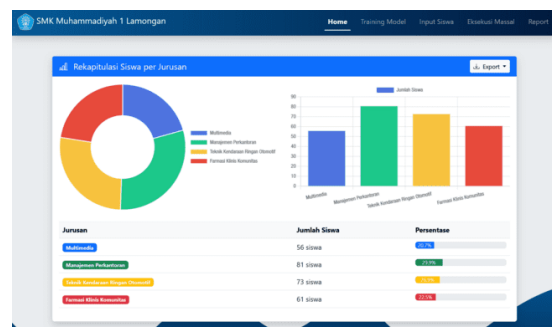 SMK Muhammadiyah 1 Lamongan
Home Training Model Input Siswa Eksekusi Massal Report
Rekapitulasi Siswa per Jurusan
Export
Multimedia
Manajemen Perkantoran
Teknik Kendaraan Ringan Otomotif
Farmasi Klinis Komunitas
Jumlah Siswa
90
80
70
60
50
40
30
20
10
0
Multimedia
Manajemen Perkantoran
Teknik Kendaraan Ringan Otomotif
Farmasi Klinis Komunitas
Jurusan Jumlah Siswa Persentase
Multimedia 56 siswa 20.7%
Manajemen Perkantoran 81 siswa 29.9%
Teknik Kendaraan Ringan Otomotif 73 siswa
Farmasi Klinis Komunitas 61 siswa 22.5%